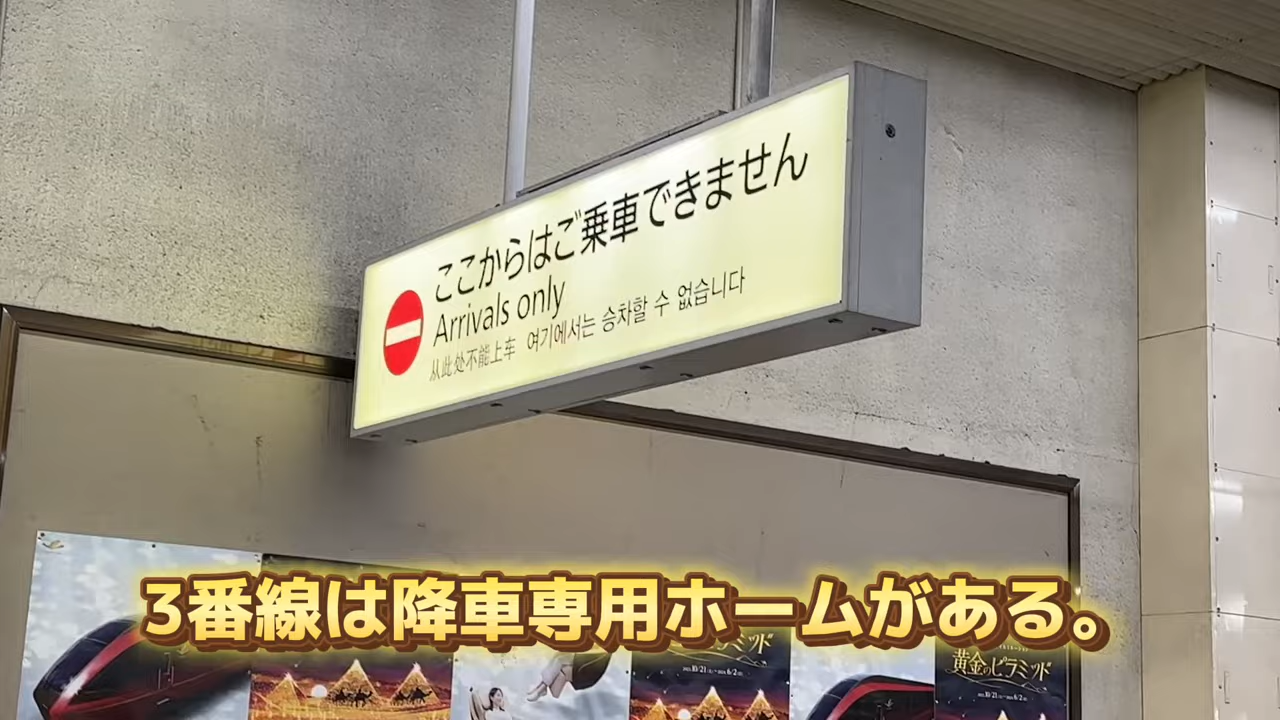 ここからはご乗車できません
Arrivals only
从此处不能上车 여기에서는 승차할 수 없습니다
3番線は降車専用ホームがある。
黄金のピラミッド